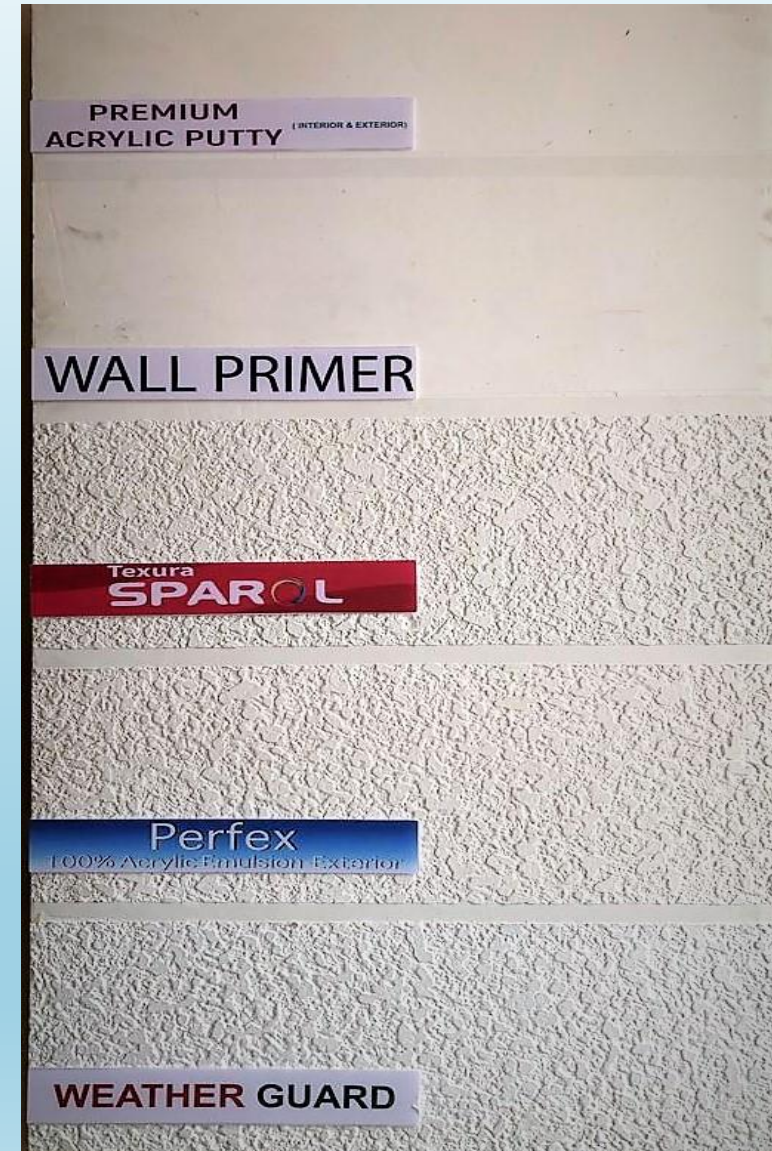 PREMIUM
ACRYLIC PUTTY (INTERIOR & EXTERIOR)
WALL PRIMER
Texura
SPAROL
Perfex
100% Acrylic Emulsion Exterior
WEATHER GUARD